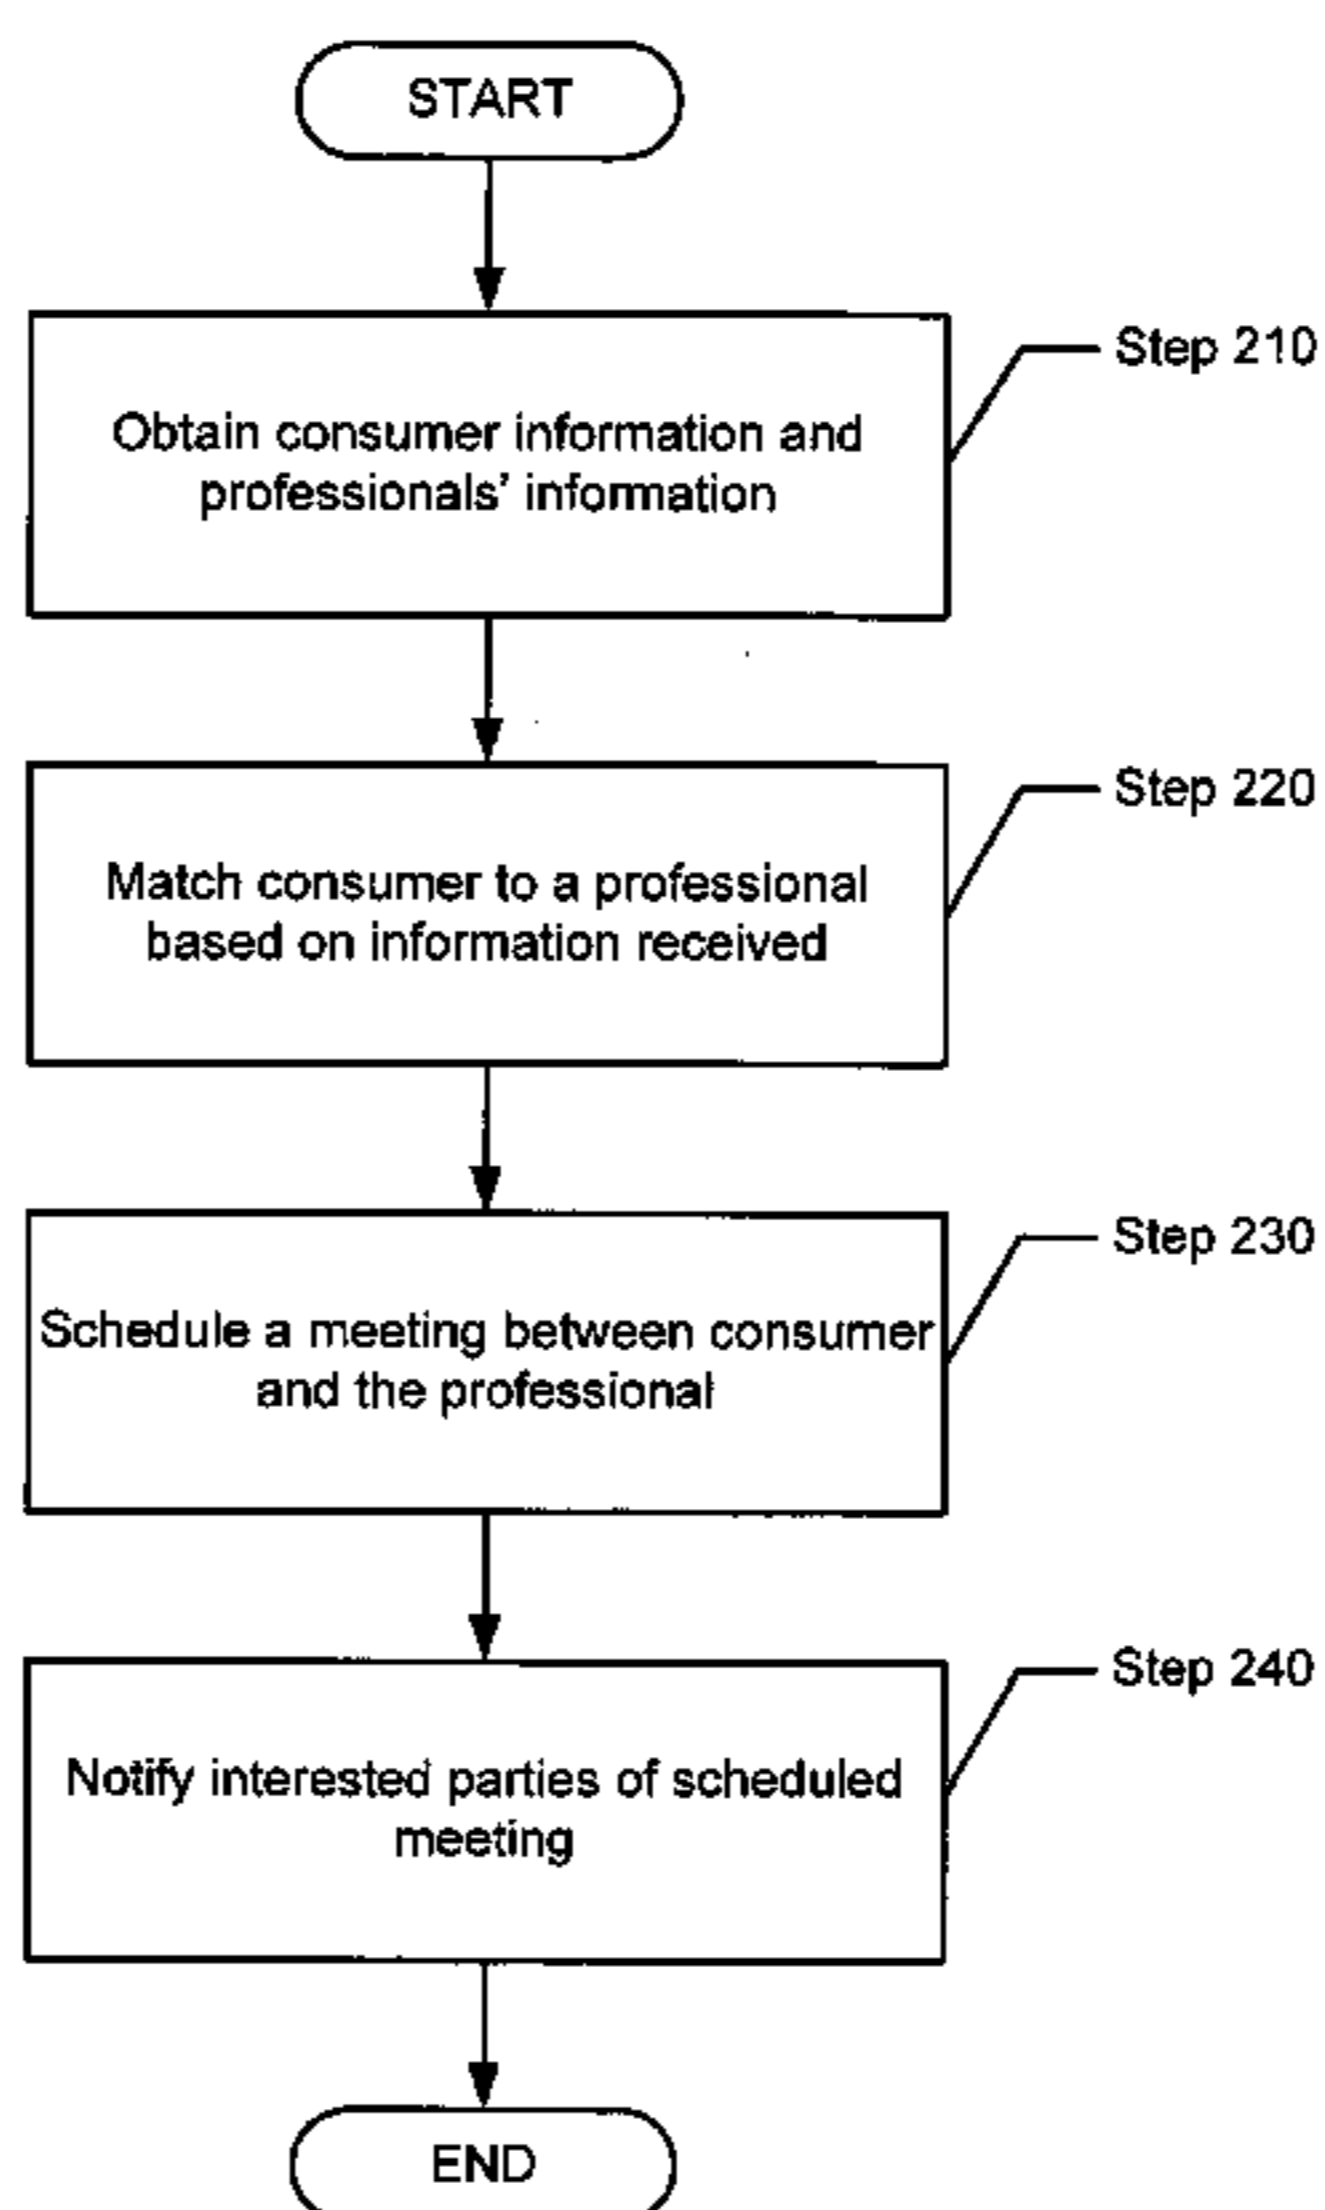 START
Step 210
Obtain consumer information and
professionals' information
Step 220
Match consumer to a professional
based on information received
Step 230
Schedule a meeting between consumer
and the professional
Step 240
Notify interested parties of scheduled
meeting
END